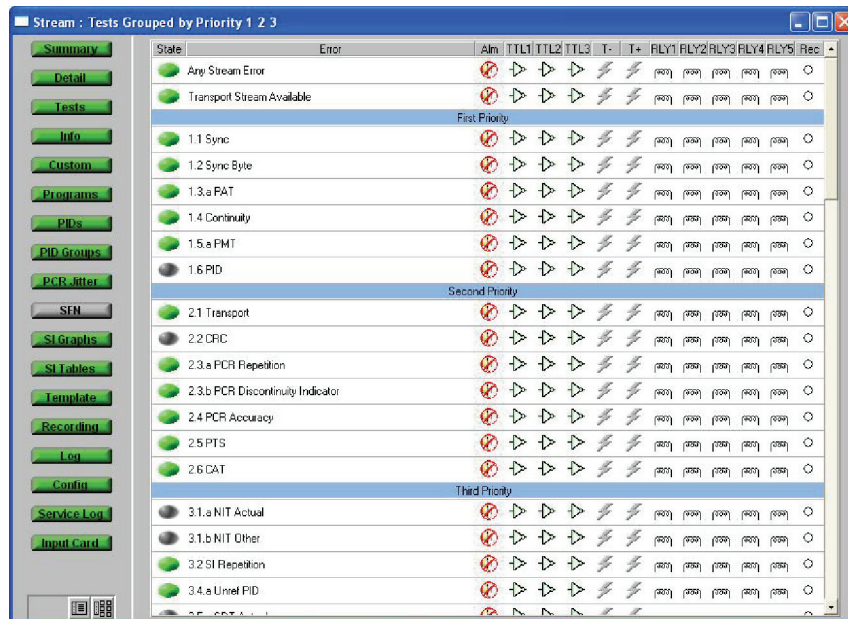 Stream : Tests Grouped by Priority 1 2 3
Summary
Detail
Tests
Info
Custom
Programs
PIDs
PID Groups
PCR Jitter
SFN
SI Graphs
SI Tables
Template
Recording
Log
Config
Service Log
Input Card
State Error Alm TTL1 TTL2 TTL3 T- T+ RLY1 RLY2 RLY3 RLY4 RLY5 Rec
Any Stream Error
Transport Stream Available
First Priority
1.1 Sync
1.2 Sync Byte
1.3.a PAT
1.4 Continuity
1.5.a PMT
1.6 PID
Second Priority
2.1 Transport
2.2 CRC
2.3.a PCR Repetition
2.3.b PCR Discontinuity Indicator
2.4 PCR Accuracy
2.5 PTS
2.6 CAT
Third Priority
3.1.a NIT Actual
3.1.b NIT Other
3.2 SI Repetition
3.4.a Unref PID